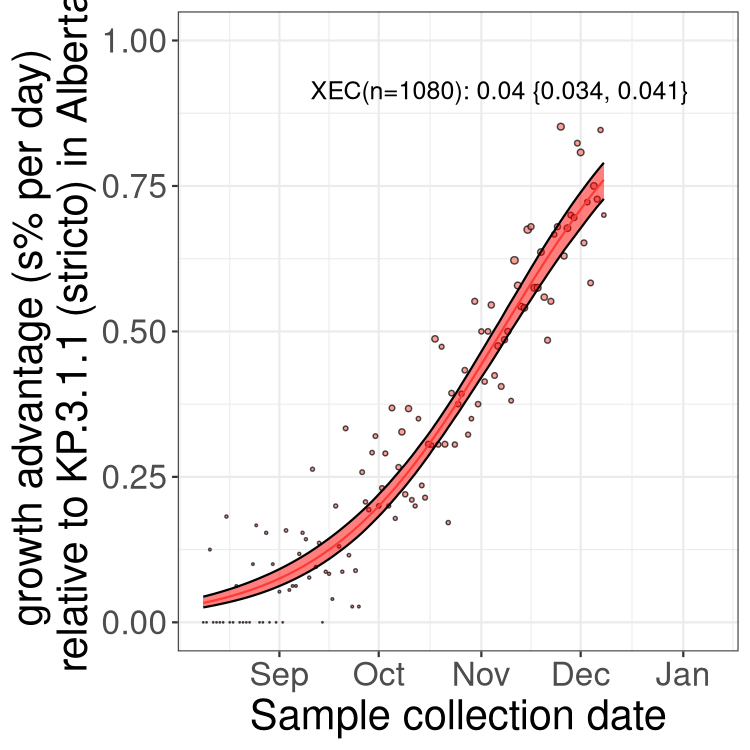 growth advantage (s% per day)
relative to KP.3.1.1 (stricto) in Alberta
1.00
0.75
0.50
0.25
0.00
XEC(n=1080): 0.04 {0.034, 0.041}
Sep Oct Nov Dec Jan
Sample collection date